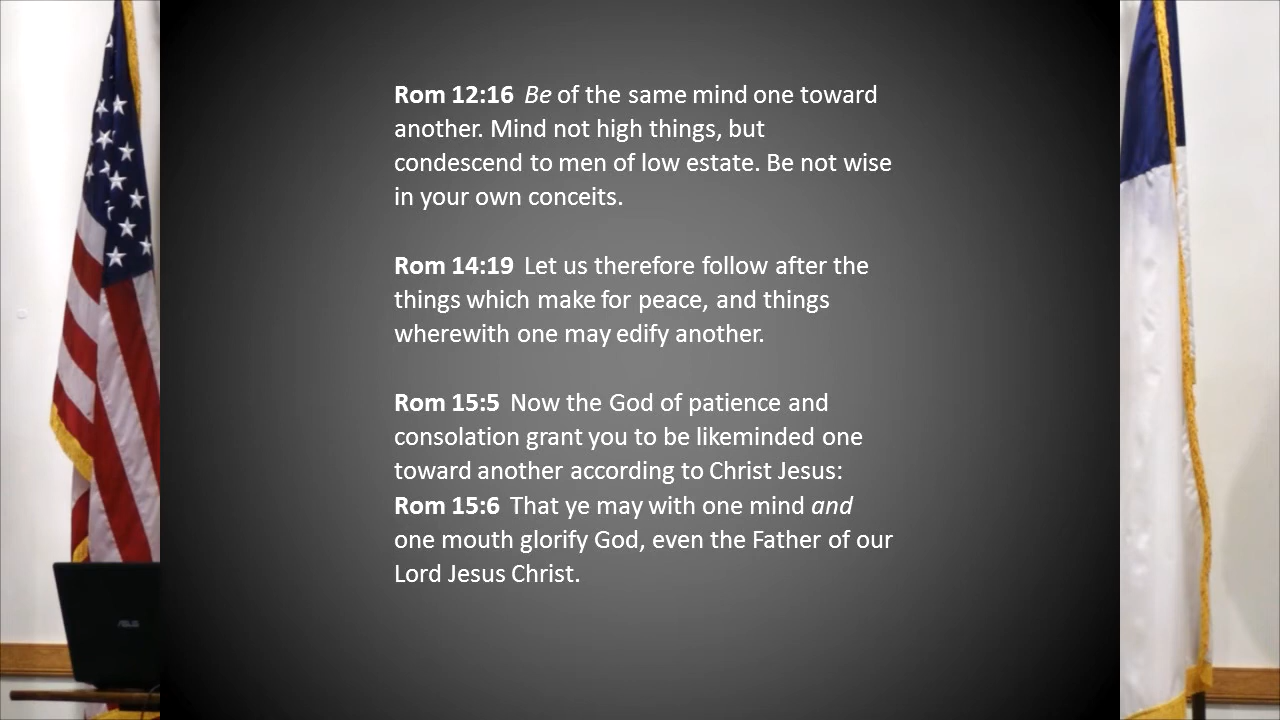 Rom 12:16 Be of the same mind one toward
another. Mind not high things, but
condescend to men of low estate. Be not wise
in your own conceits.
Rom 14:19 Let us therefore follow after the
things which make for peace, and things
wherewith one may edify another.
Rom 15:5 Now the God of patience and
consolation grant you to be likeminded one
toward another according to Christ Jesus:
Rom 15:6 That ye may with one mind and
one mouth glorify God, even the Father of our
Lord Jesus Christ.
ASUS